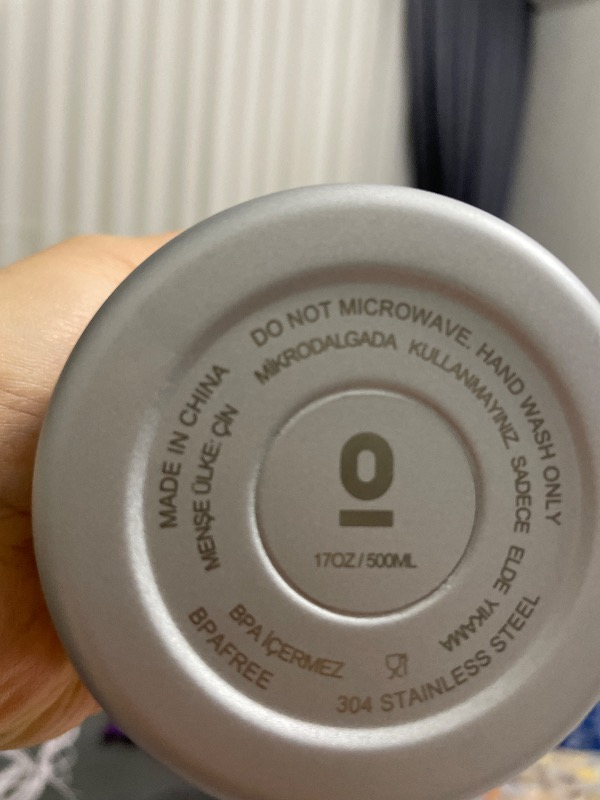 DO NOT MICROWAVE. HAND WASH ONLY
MİKRODALGADA KULLANMAYINIZ. SADECE ELDE YIKAMA
MADE IN CHINA
MENŞE ÜLKE: ÇİN
O
17OZ / 500ML
BPA İÇERMEZ
BPAFREE
304 STAINLESS STEEL